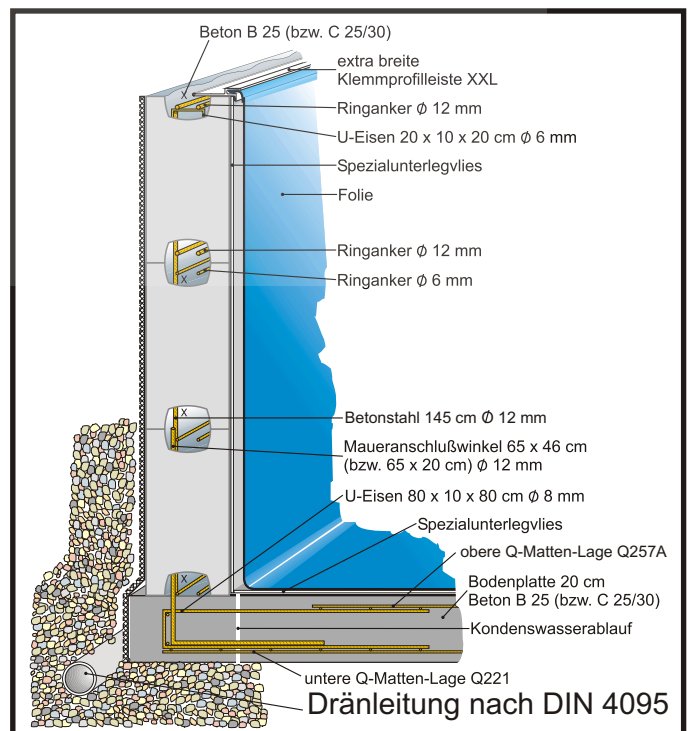 Beton B 25 (bzw. C 25/30)
extra breite
Klemmprofilleiste XXL
X
Ringanker Ø 12 mm
U-Eisen 20 x 10 x 20 cm Ø 6 mm
Spezialunterlegvlies
Folie
Ringanker Ø 12 mm
X
Ringanker Ø 6 mm
X
Betonstahl 145 cm Ø 12 mm
Maueranschlußwinkel 65 x 46 cm
(bzw. 65 x 20 cm) Ø 12 mm
U-Eisen 80 x 10 x 80 cm Ø 8 mm
Spezialunterlegvlies
obere Q-Matten-Lage Q257A
X
Bodenplatte 20 cm
Beton B 25 (bzw. C 25/30)
Kondenswasserablauf
untere Q-Matten-Lage Q221
Dränleitung nach DIN 4095